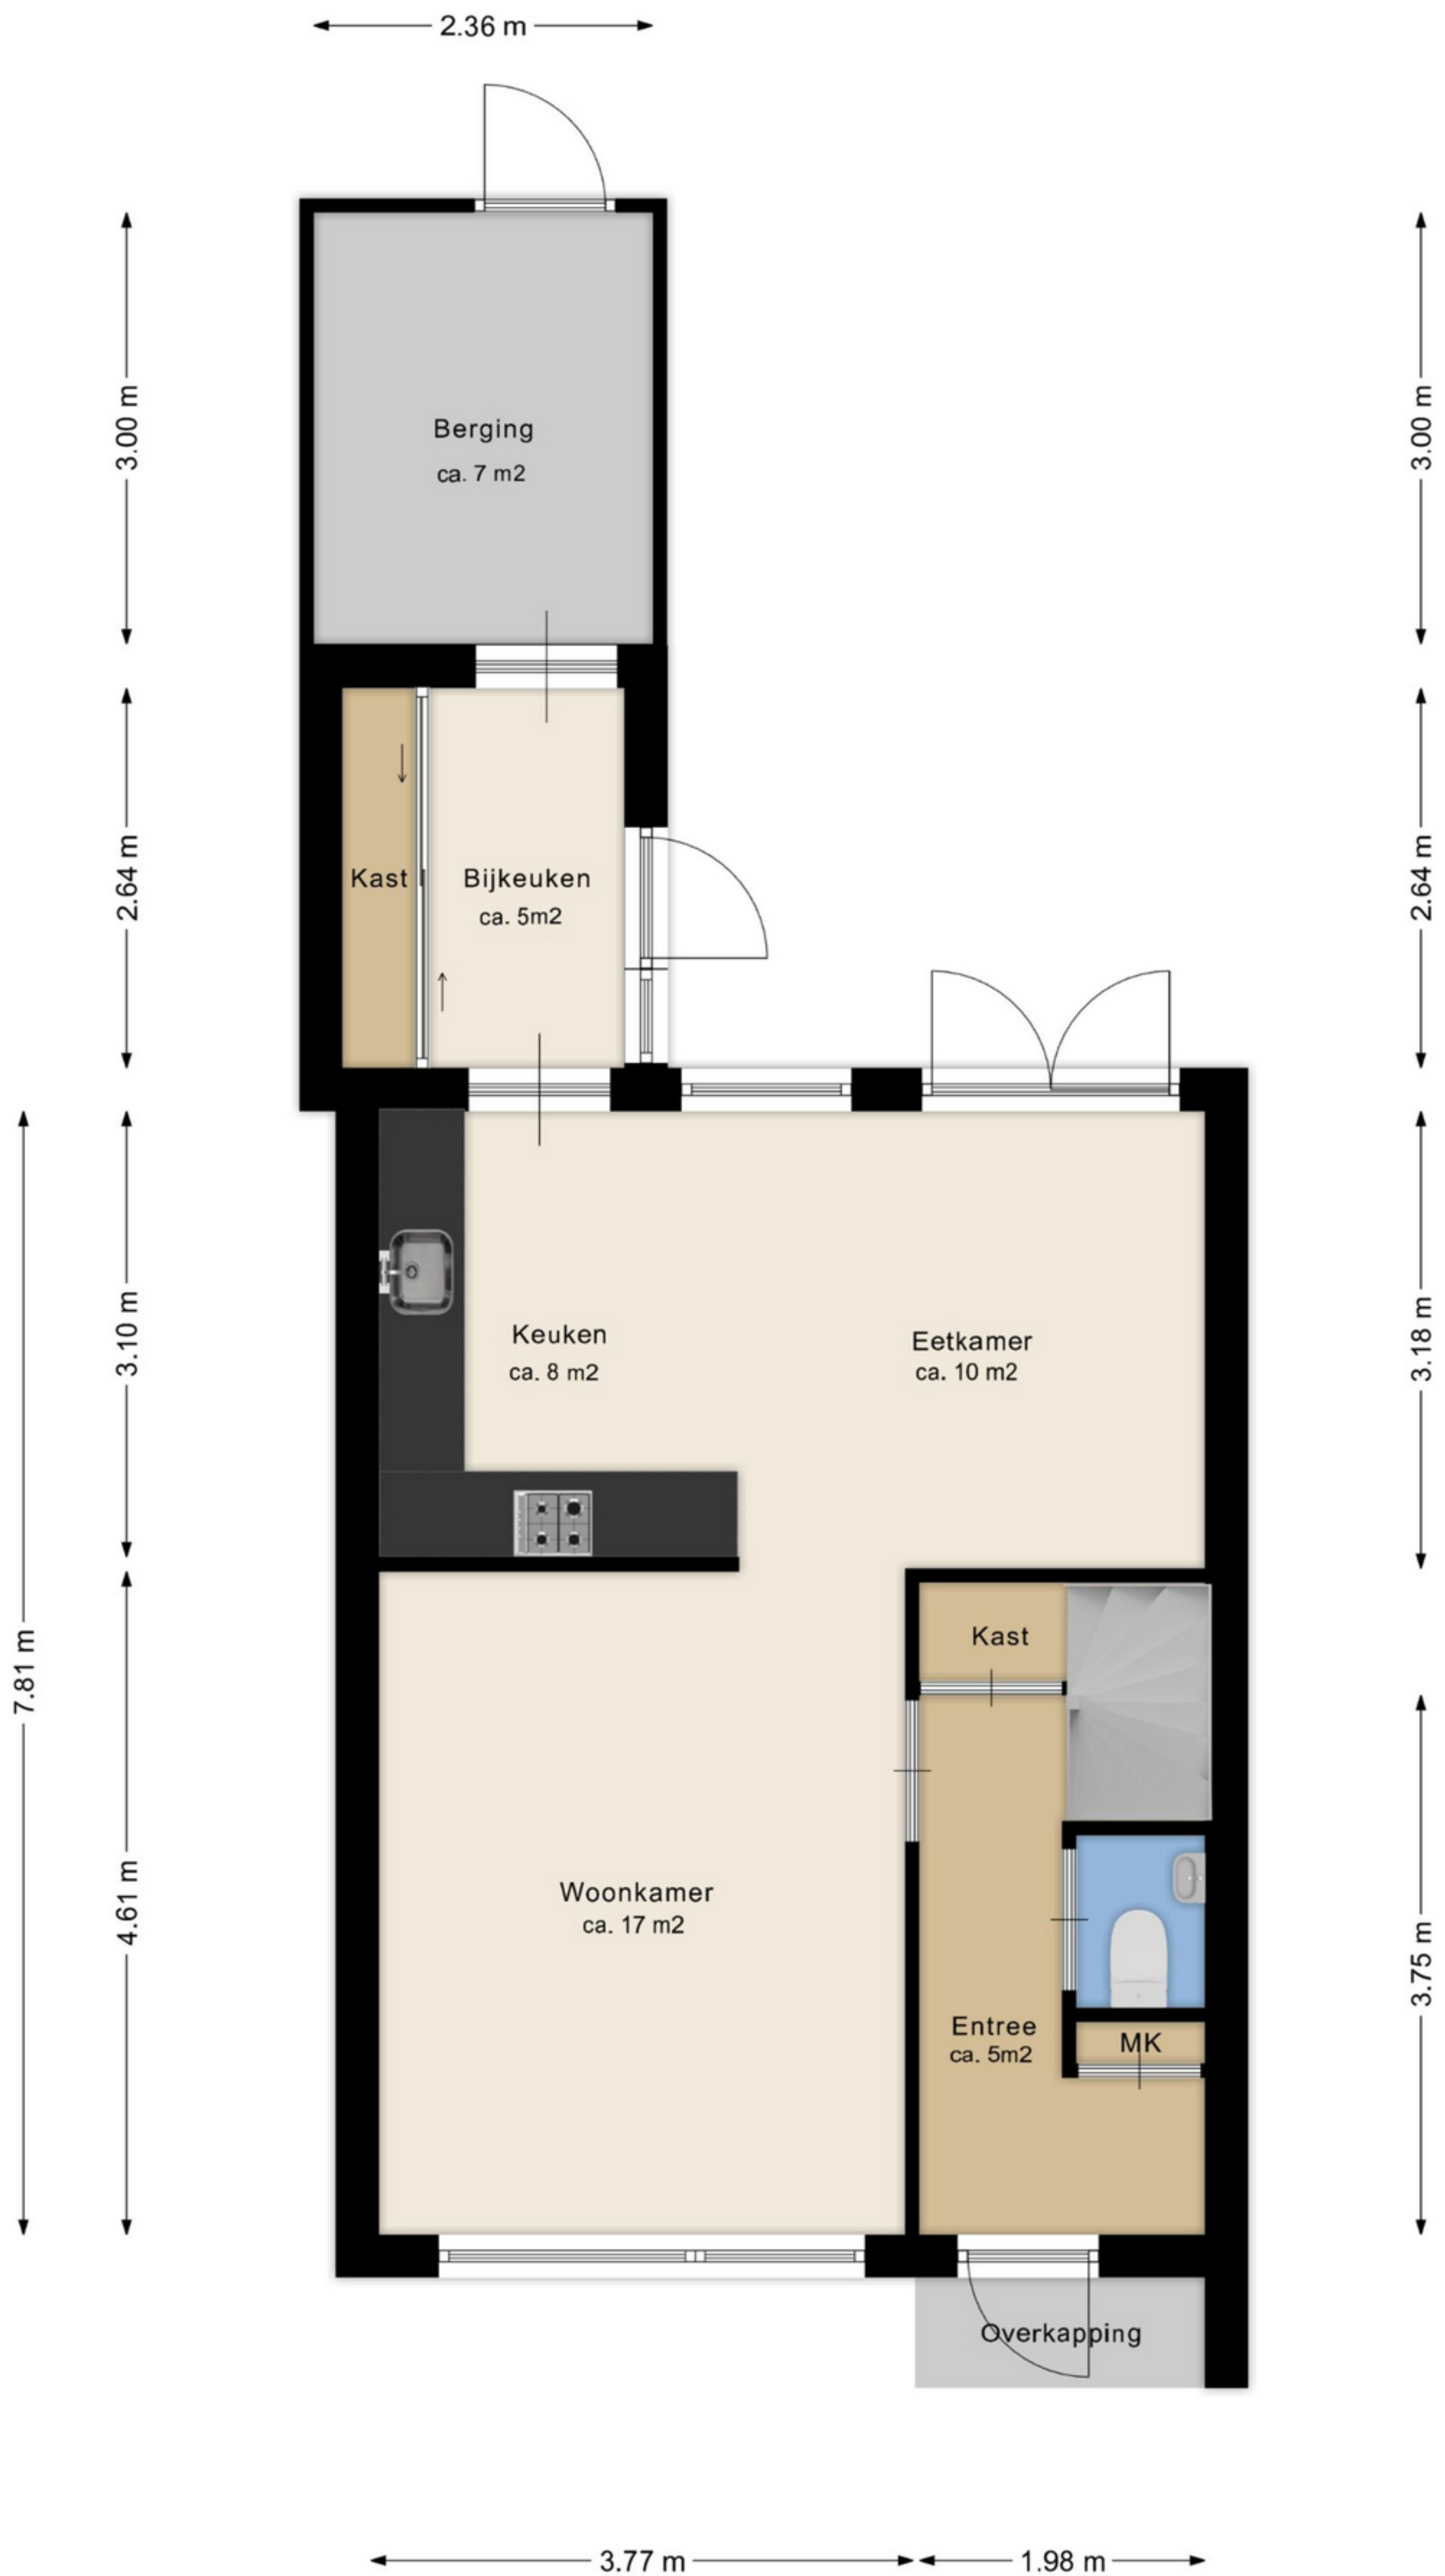 2.36 m
3.00 m
3.00 m
Berging
ca. 7 m2
2.64 m
Kast
Bijkeuken
ca. 5m2
2.64 m
3.10 m
Keuken
ca. 8 m2
Eetkamer
ca. 10 m2
3.18 m
7.81 m
Kast
4.61 m
Woonkamer
ca. 17 m2
3.75 m
Entree
ca. 5m2
MK
Overkapping
3.77 m
1.98 m